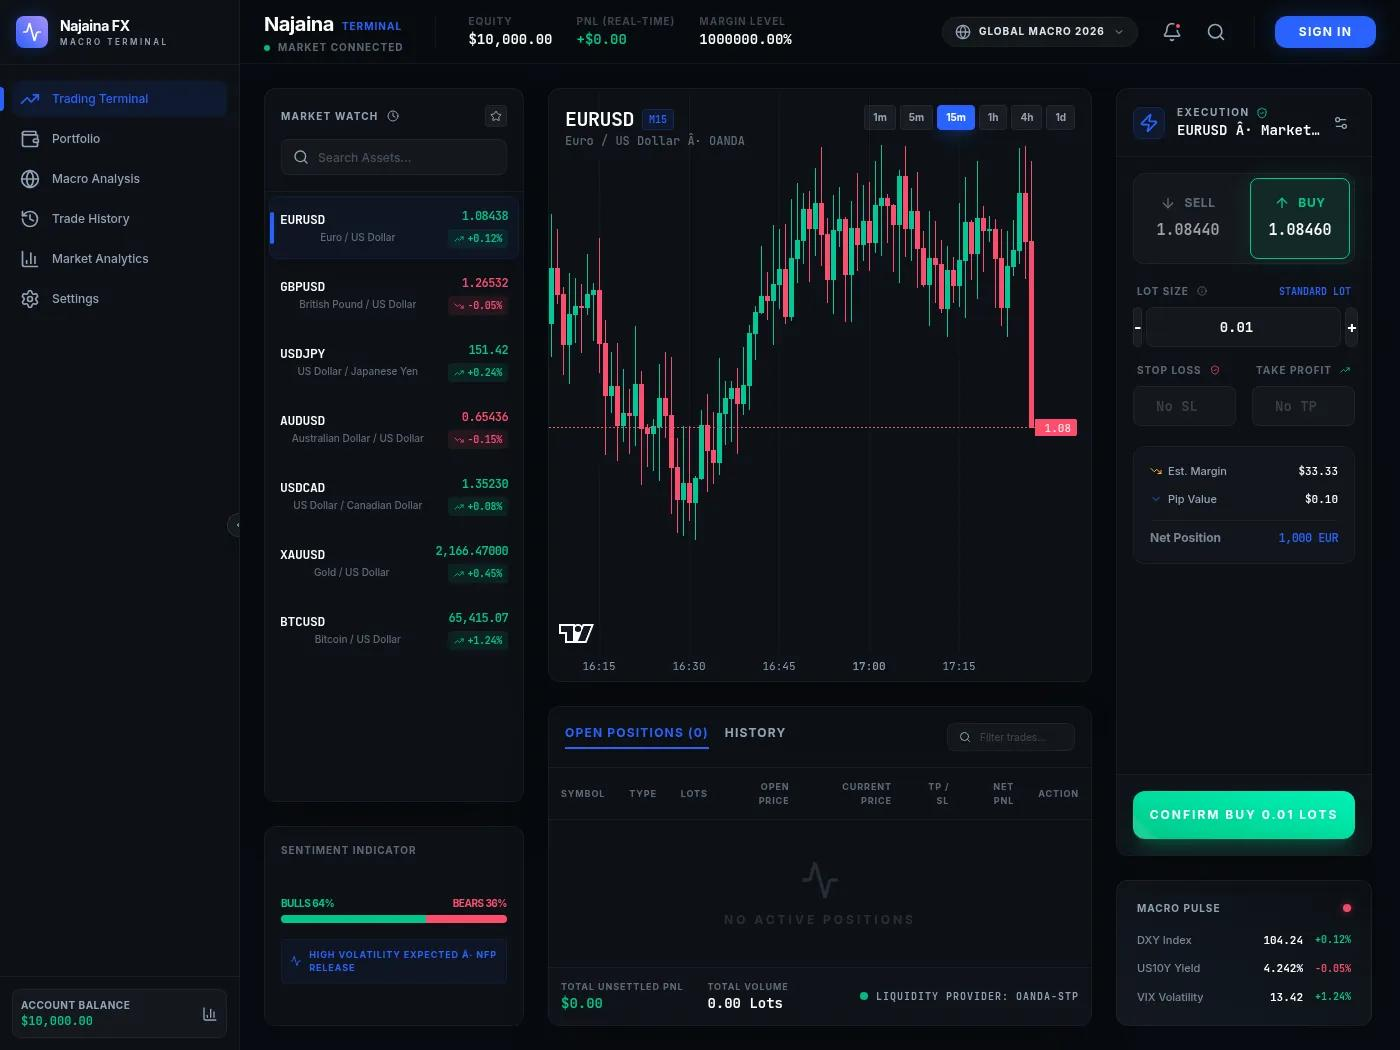 Najaina FX
MACRO TERMINAL
Trading Terminal
Portfolio
Macro Analysis
Trade History
Market Analytics
Settings
ACCOUNT BALANCE
$10,000.00
Najaina TERMINAL
MARKET CONNECTED
EQUITY
$10,000.00
PNL (REAL-TIME)
+$0.00
MARGIN LEVEL
1000000.00%
GLOBAL MACRO 2026
SIGN IN
MARKET WATCH
Search Assets...
EURUSD 1.08438
Euro / US Dollar +0.12%
GBPUSD 1.26532
British Pound / US Dollar -0.05%
USDJPY 151.42
US Dollar / Japanese Yen +0.24%
AUDUSD 0.65436
Australian Dollar / US Dollar -0.15%
USDCAD 1.35230
US Dollar / Canadian Dollar +0.08%
XAUUSD 2,166.47000
Gold / US Dollar +0.45%
BTCUSD 65,415.07
Bitcoin / US Dollar +1.24%
SENTIMENT INDICATOR
BULLS 64% BEARS 36%
HIGH VOLATILITY EXPECTED Â· NFP
RELEASE
EURUSD M15
Euro / US Dollar Â· OANDA
1m 5m 15m 1h 4h 1d
1.08
16:15 16:30 16:45 17:00 17:15
OPEN POSITIONS (0) HISTORY
Filter trades...
SYMBOL TYPE LOTS OPEN PRICE CURRENT PRICE TP / SL NET PNL ACTION
NO ACTIVE POSITIONS
TOTAL UNSETTLED PNL
$0.00
TOTAL VOLUME
0.00 Lots
LIQUIDITY PROVIDER: OANDA-STP
EXECUTION
EURUSD Â· Market…
SELL
1.08440
BUY
1.08460
LOT SIZE STANDARD LOT
- 0.01 +
STOP LOSS TAKE PROFIT
No SL No TP
Est. Margin $33.33
Pip Value $0.10
Net Position 1,000 EUR
CONFIRM BUY 0.01 LOTS
MACRO PULSE
DXY Index 104.24 +0.12%
US10Y Yield 4.242% -0.05%
VIX Volatility 13.42 +1.24%